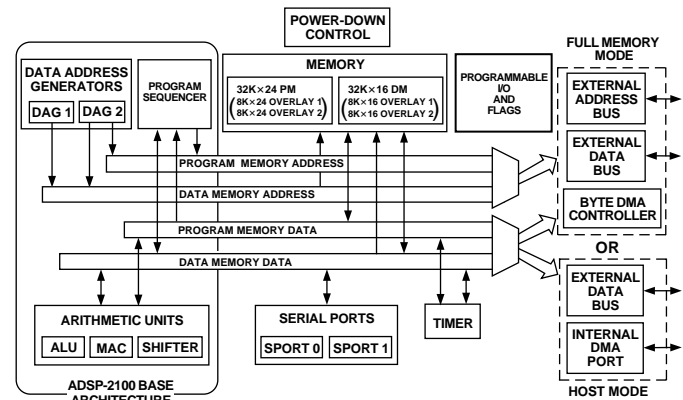 POWER-DOWN
CONTROL
FULL MEMORY
MODE
DATA ADDRESS
GENERATORS
DAG 1
DAG 2
PROGRAM
SEQUENCER
MEMORY
32K×24 PM
(8K×24 OVERLAY 1)
(8K×24 OVERLAY 2)
32K×16 DM
(8K×16 OVERLAY 1)
(8K×16 OVERLAY 2)
PROGRAMMABLE
I/O
AND
FLAGS
EXTERNAL
ADDRESS
BUS
EXTERNAL
DATA
BUS
BYTE DMA
CONTROLLER
PROGRAM MEMORY ADDRESS
DATA MEMORY ADDRESS
PROGRAM MEMORY DATA
DATA MEMORY DATA
OR
EXTERNAL
DATA
BUS
INTERNAL
DMA
PORT
HOST MODE
ARITHMETIC UNITS
ALU
MAC
SHIFTER
SERIAL PORTS
SPORT 0
SPORT 1
TIMER
ADSP-2100 BASE
ARCHITECTURE